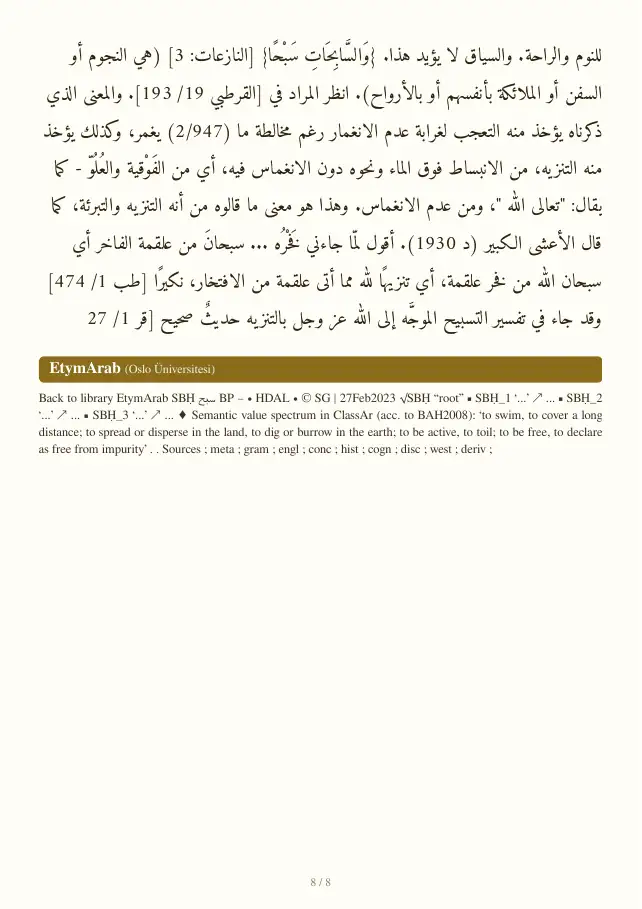 للنوم والراحة. والسياق لا يؤيد هذا. {وَالسَّابِحَاتِ سَبْحًا} [النازعات: 3] (هي النجوم أو
السفن أو الملائكة بأنفسهم أو بالأرواح). انظر المراد في [القرطبي 19/ 193]. والمعنى الذي
ذكرناه يؤخذ منه التعجب لغرابة عدم الانغمار رغم مخالطة ما (2/947) يغمر، وكذلك يؤخذ
منه التنزيه، من الانبساط فوق الماء ونحوه دون الانغماس فيه، أي من الفَوْقية والعُلُوّ - كما
يقال: "تعالى الله "، ومن عدم الانغماس. وهذا هو معنى ما قالوه من أنه التنزيه والتبرئة، كما
قال الأعشى الكبير (د 1930). أقول لمّا جاءني فَخْرُه ... سبحانَ من علقمة الفاخر أي
سبحان الله من فخر علقمة، أي تنزيهًا لله مما أتى علقمة من الافتخار، نكيرًا [طب 1/ 474]
وقد جاء في تفسير التسبيح الموجَّه إلى الله عز وجل بالتنزيه حديثٌ صحيح [قر 1/ 27
EtymArab (Oslo Üniversitesi)
Back to library EtymArab SBḤ سبح BP – • HDAL • © SG | 27Feb2023 √SBḤ “root” ▪ SBḤ_1 ‘...’ ↗ ... ▪ SBḤ_2
‘...’ ↗ ... ▪ SBḤ_3 ‘...’ ↗ ... ♦ Semantic value spectrum in ClassAr (acc. to BAH2008): ‘to swim, to cover a long
distance; to spread or disperse in the land, to dig or burrow in the earth; to be active, to toil; to be free, to declare
as free from impurity’ . . Sources ; meta ; gram ; engl ; conc ; hist ; cogn ; disc ; west ; deriv ;
8 / 8